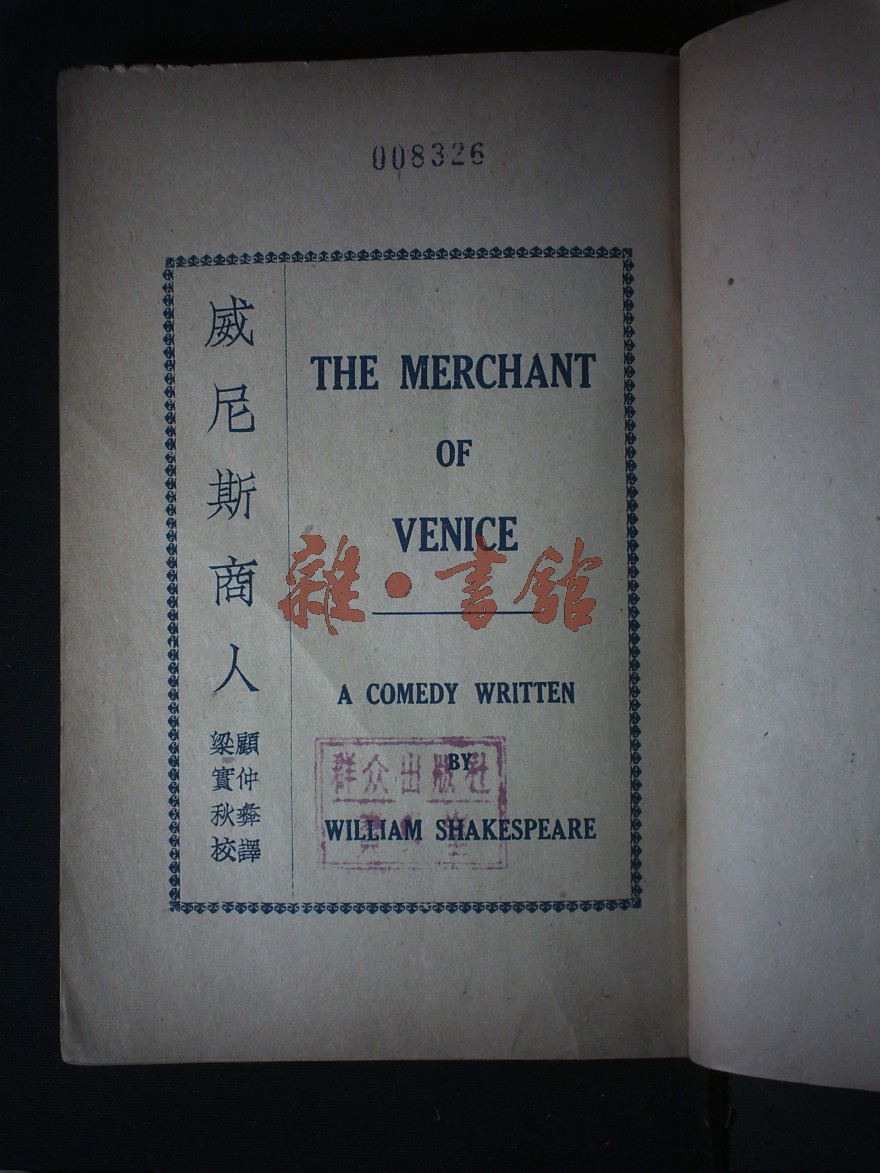 008326
威尼斯商人
顧仲彝譯
梁實秋校
THE MERCHANT
OF
VENICE
雜·書館
A COMEDY WRITTEN
BY
WILLIAM SHAKESPEARE
群众出版社